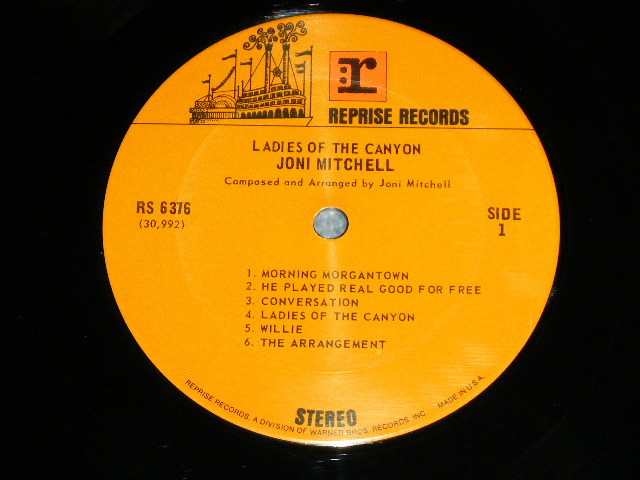 r
REPRISE RECORDS
LADIES OF THE CANYON
JONI MITCHELL
Composed and Arranged by Joni Mitchell
RS 6376
(30,992)
SIDE
1
1. MORNING MORGANTOWN
2. HE PLAYED REAL GOOD FOR FREE
3. CONVERSATION
4. LADIES OF THE CANYON
5. WILLIE
6. THE ARRANGEMENT
STEREO
REPRISE RECORDS, A DIVISION OF WARNER BROS. RECORDS, INC. MADE IN U.S.A.